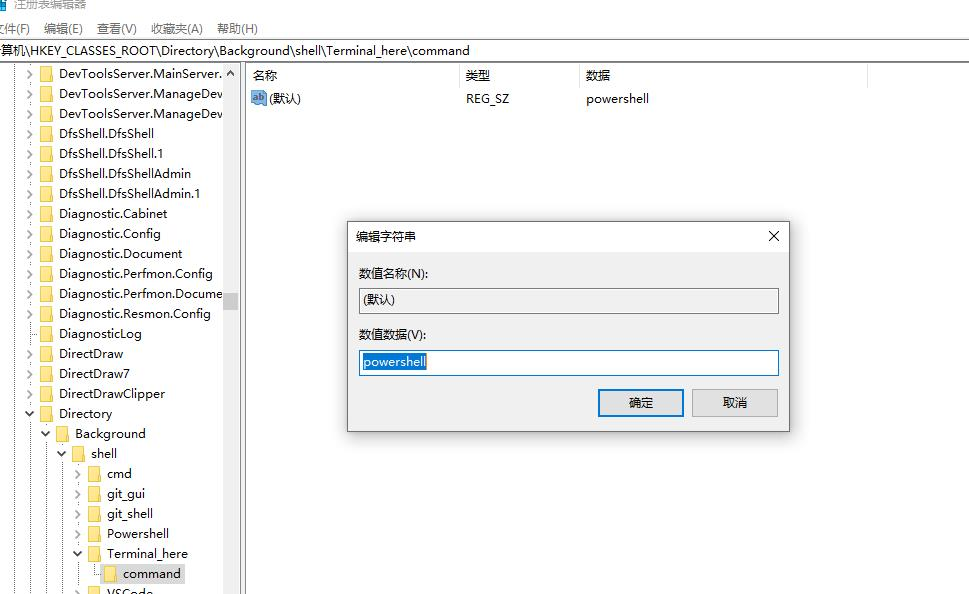 注册表编辑器
文件(F) 编辑(E) 查看(V) 收藏夹(A) 帮助(H)
算机\HKEY_CLASSES_ROOT\Directory\Background\shell\Terminal_here\command
DevToolsServer.MainServer.
DevToolsServer.ManageDev
DevToolsServer.ManageDev
DfsShell.DfsShell
DfsShell.DfsShell.1
DfsShell.DfsShellAdmin
DfsShell.DfsShellAdmin.1
Diagnostic.Cabinet
Diagnostic.Config
Diagnostic.Document
Diagnostic.Perfmon.Config
Diagnostic.Perfmon.Docume
Diagnostic.Resmon.Config
DiagnosticLog
DirectDraw
DirectDraw7
DirectDrawClipper
Directory
Background
shell
cmd
git_gui
git_shell
Powershell
Terminal_here
command
VSCode
名称 类型 数据
ab (默认) REG_SZ powershell
编辑字符串
数值名称(N):
(默认)
数值数据(V):
powershell
确定 取消